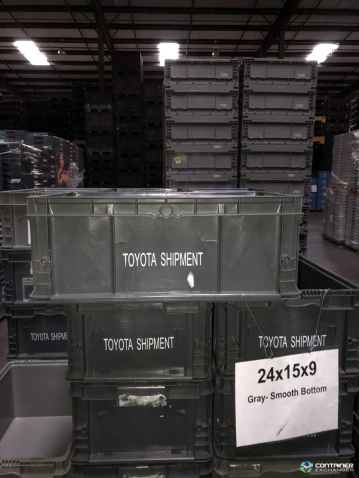 TOYOTA SHIPMENT
TOYOTA SHIPMENT
TOYOTA SHIPMENT
TOYOTA SHIPMENT
24x15x9
Gray- Smooth Bottom
CONTAINER
EXCHANGER